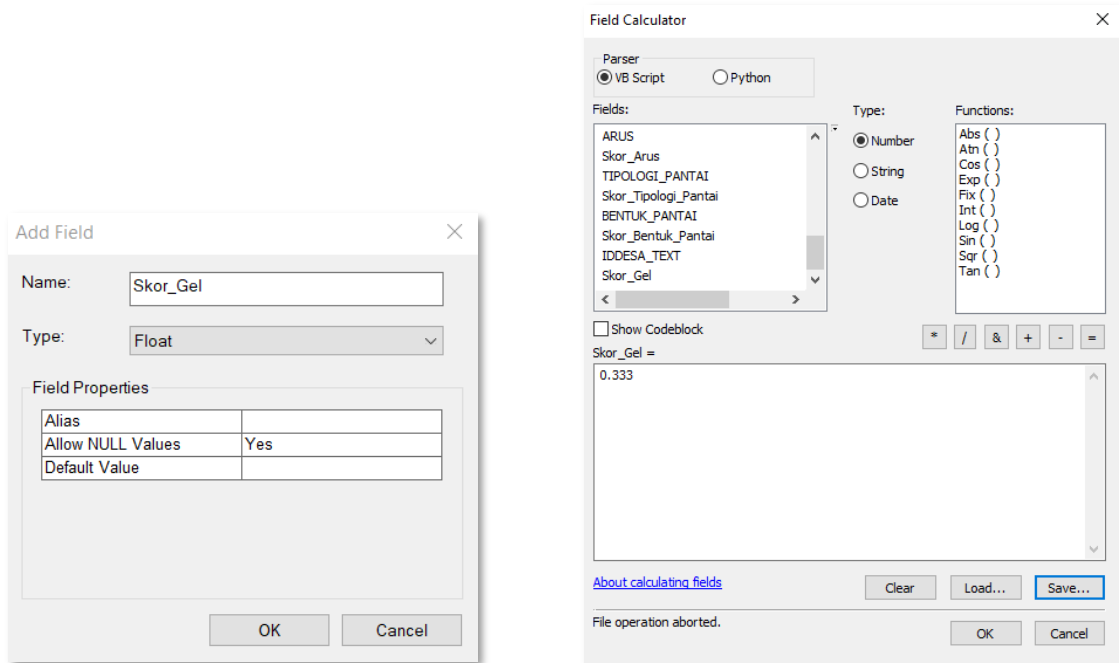 Add Field
Name:
Skor_Gel
Type:
Float
Field Properties
Alias
Allow NULL Values Yes
Default Value
OK Cancel
Field Calculator
Parser
VB Script Python
Fields:
ARUS
Skor_Arus
TIPOLOGI_PANTAI
Skor_Tipologi_Pantai
BENTUK_PANTAI
Skor_Bentuk_Pantai
IDDESA_TEXT
Skor_Gel
Type:
Number
String
Date
Functions:
Abs ( )
Atn ( )
Cos ( )
Exp ( )
Fix ( )
Int ( )
Log ( )
Sin ( )
Sqr ( )
Tan ( )
Show Codeblock
* / & + - =
Skor_Gel =
0.333
About calculating fields
Clear Load... Save...
File operation aborted.
OK Cancel